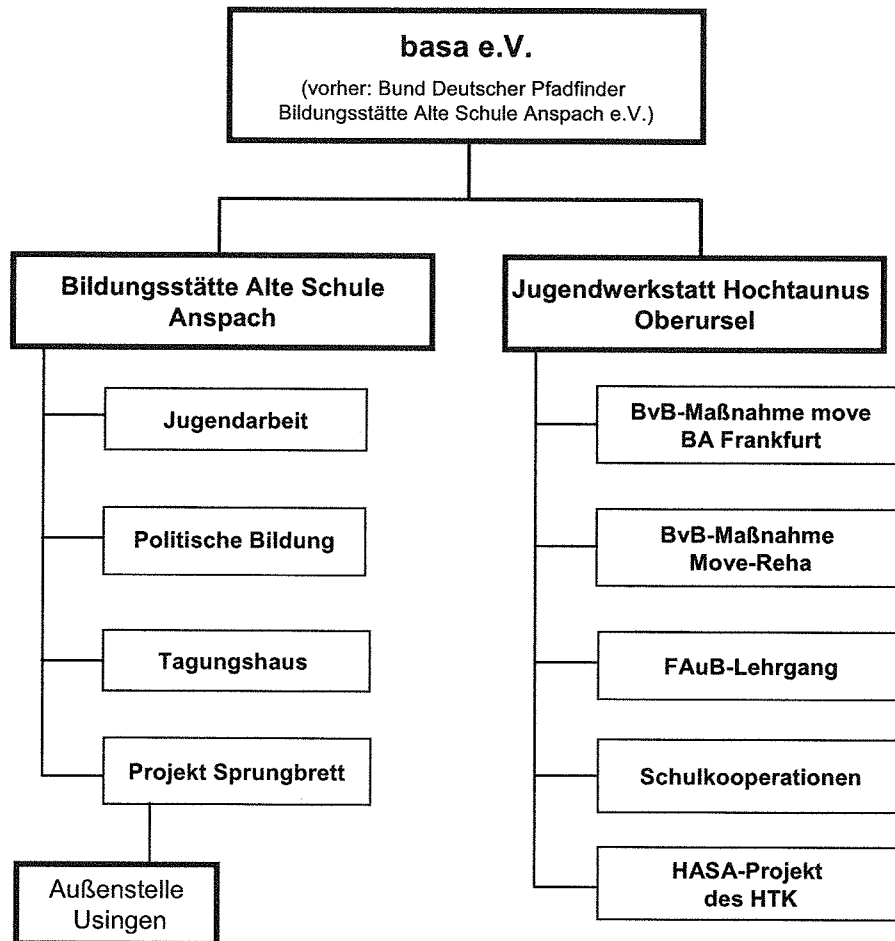 basa e.V.
(vorher: Bund Deutscher Pfadfinder
Bildungsstätte Alte Schule Anspach e.V.)
Bildungsstätte Alte Schule
Anspach
Jugendarbeit
Politische Bildung
Tagungshaus
Projekt Sprungbrett
Außenstelle
Usingen
Jugendwerkstatt Hochtaunus
Oberursel
BvB-Maßnahme move
BA Frankfurt
BvB-Maßnahme
Move-Reha
FAuB-Lehrgang
Schulkooperationen
HASA-Projekt
des HTK